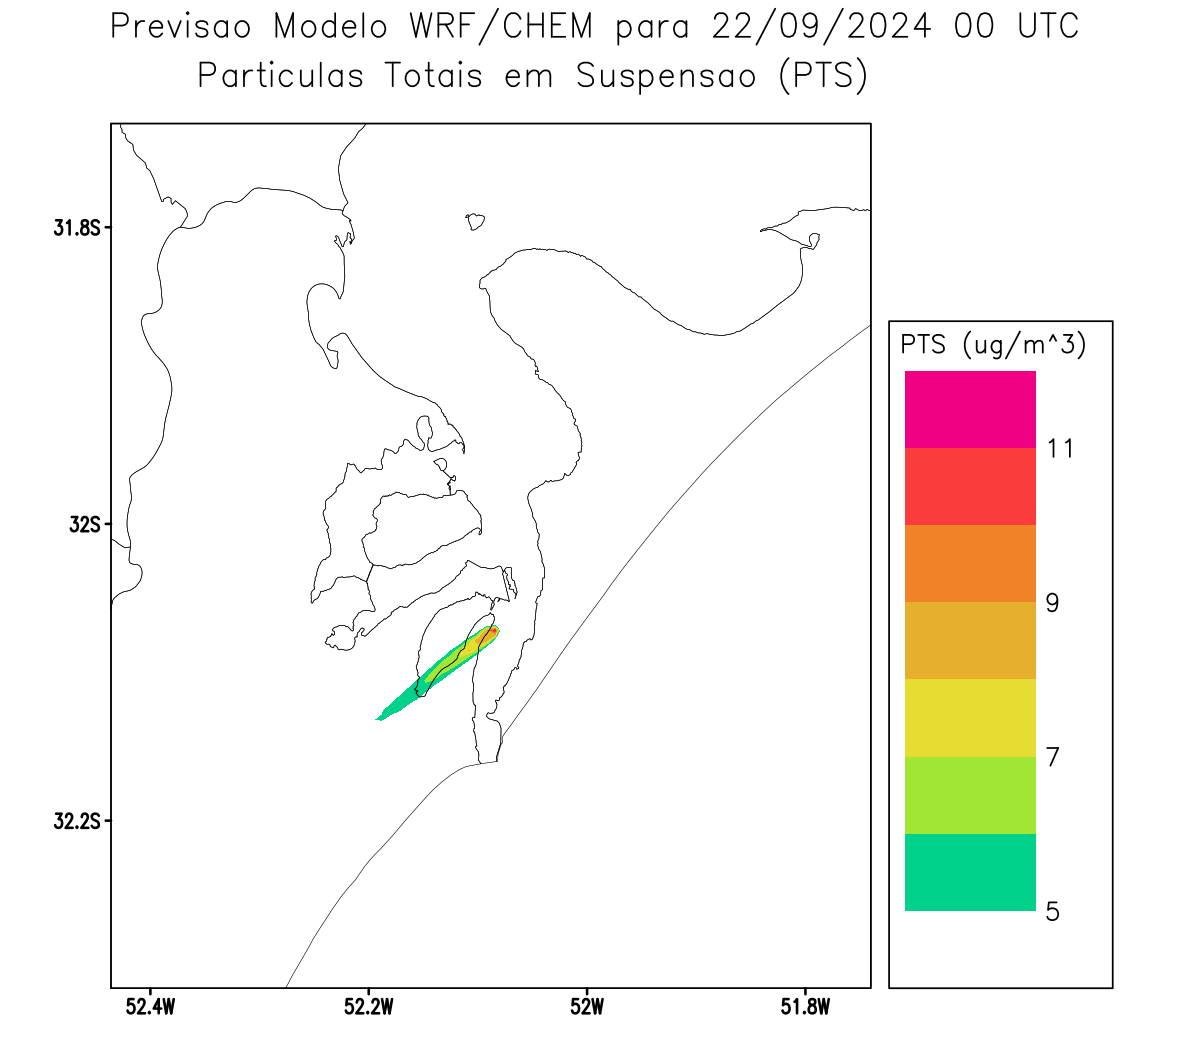 Previsao Modelo WRF/CHEM para 22/09/2024 00 UTC
Particulas Totais em Suspensao (PTS)
31.8S
32S
32.2S
52.4W
52.2W
52W
51.8W
PTS (ug/m^3)
11
9
7
5